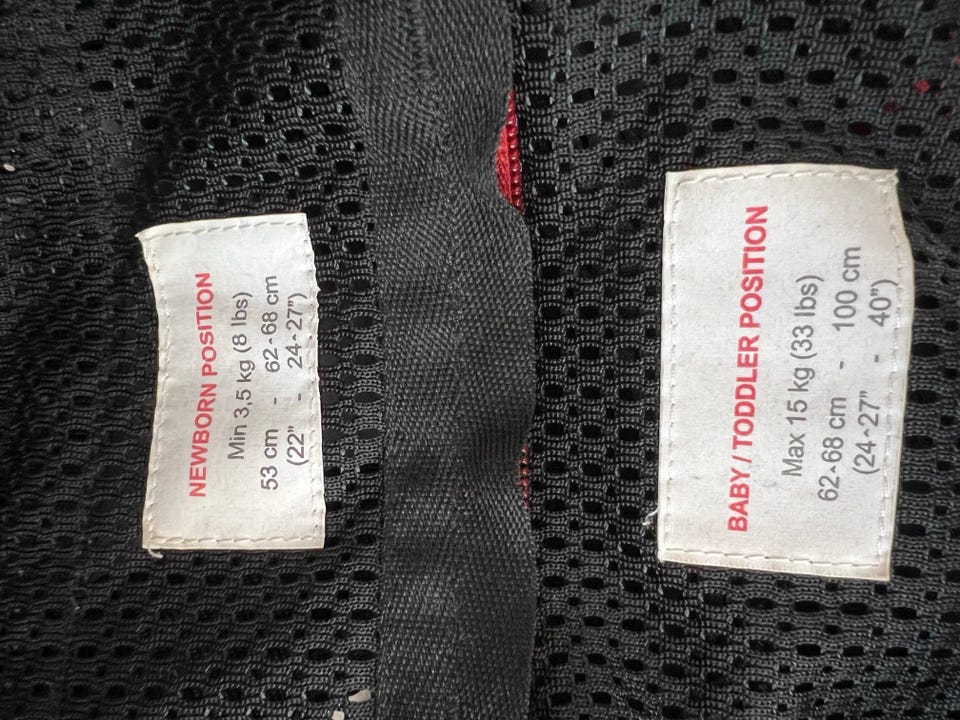 NEWBORN POSITION
Min 3,5 kg (8 lbs)
53 cm - 62-68 cm
(22" - 24-27")
BABY / TODDLER POSITION
Max 15 kg (33 lbs)
62-68 cm - 100 cm
(24-27" - 40")